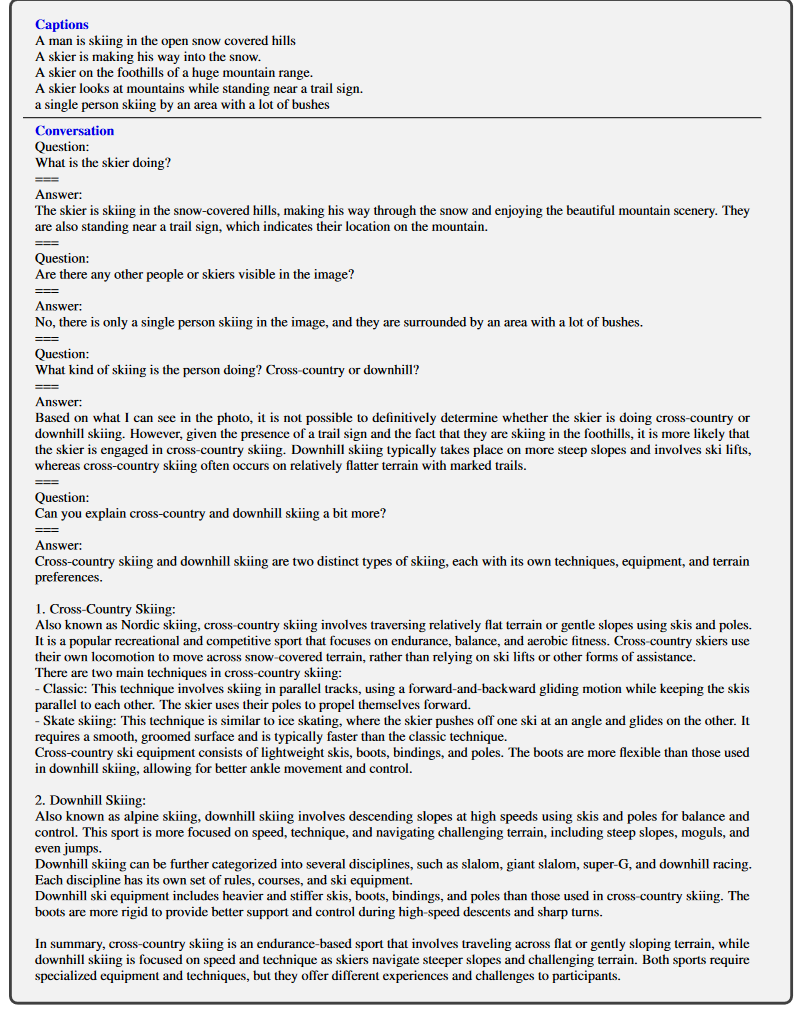 Captions
A man is skiing in the open snow covered hills
A skier is making his way into the snow.
A skier on the foothills of a huge mountain range.
A skier looks at mountains while standing near a trail sign.
a single person skiing by an area with a lot of bushes
Conversation
Question:
What is the skier doing?
===
Answer:
The skier is skiing in the snow-covered hills, making his way through the snow and enjoying the beautiful mountain scenery. They
are also standing near a trail sign, which indicates their location on the mountain.
===
Question:
Are there any other people or skiers visible in the image?
===
Answer:
No, there is only a single person skiing in the image, and they are surrounded by an area with a lot of bushes.
===
Question:
What kind of skiing is the person doing? Cross-country or downhill?
===
Answer:
Based on what I can see in the photo, it is not possible to definitively determine whether the skier is doing cross-country or
downhill skiing. However, given the presence of a trail sign and the fact that they are skiing in the foothills, it is more likely that
the skier is engaged in cross-country skiing. Downhill skiing typically takes place on more steep slopes and involves ski lifts,
whereas cross-country skiing often occurs on relatively flatter terrain with marked trails.
===
Question:
Can you explain cross-country and downhill skiing a bit more?
===
Answer:
Cross-country skiing and downhill skiing are two distinct types of skiing, each with its own techniques, equipment, and terrain
preferences.
1. Cross-Country Skiing:
Also known as Nordic skiing, cross-country skiing involves traversing relatively flat terrain or gentle slopes using skis and poles.
It is a popular recreational and competitive sport that focuses on endurance, balance, and aerobic fitness. Cross-country skiers use
their own locomotion to move across snow-covered terrain, rather than relying on ski lifts or other forms of assistance.
There are two main techniques in cross-country skiing:
- Classic: This technique involves skiing in parallel tracks, using a forward-and-backward gliding motion while keeping the skis
parallel to each other. The skier uses their poles to propel themselves forward.
- Skate skiing: This technique is similar to ice skating, where the skier pushes off one ski at an angle and glides on the other. It
requires a smooth, groomed surface and is typically faster than the classic technique.
Cross-country ski equipment consists of lightweight skis, boots, bindings, and poles. The boots are more flexible than those used
in downhill skiing, allowing for better ankle movement and control.
2. Downhill Skiing:
Also known as alpine skiing, downhill skiing involves descending slopes at high speeds using skis and poles for balance and
control. This sport is more focused on speed, technique, and navigating challenging terrain, including steep slopes, moguls, and
even jumps.
Downhill skiing can be further categorized into several disciplines, such as slalom, giant slalom, super-G, and downhill racing.
Each discipline has its own set of rules, courses, and ski equipment.
Downhill ski equipment includes heavier and stiffer skis, boots, bindings, and poles than those used in cross-country skiing. The
boots are more rigid to provide better support and control during high-speed descents and sharp turns.
In summary, cross-country skiing is an endurance-based sport that involves traveling across flat or gently sloping terrain, while
downhill skiing is focused on speed and technique as skiers navigate steeper slopes and challenging terrain. Both sports require
specialized equipment and techniques, but they offer different experiences and challenges to participants.